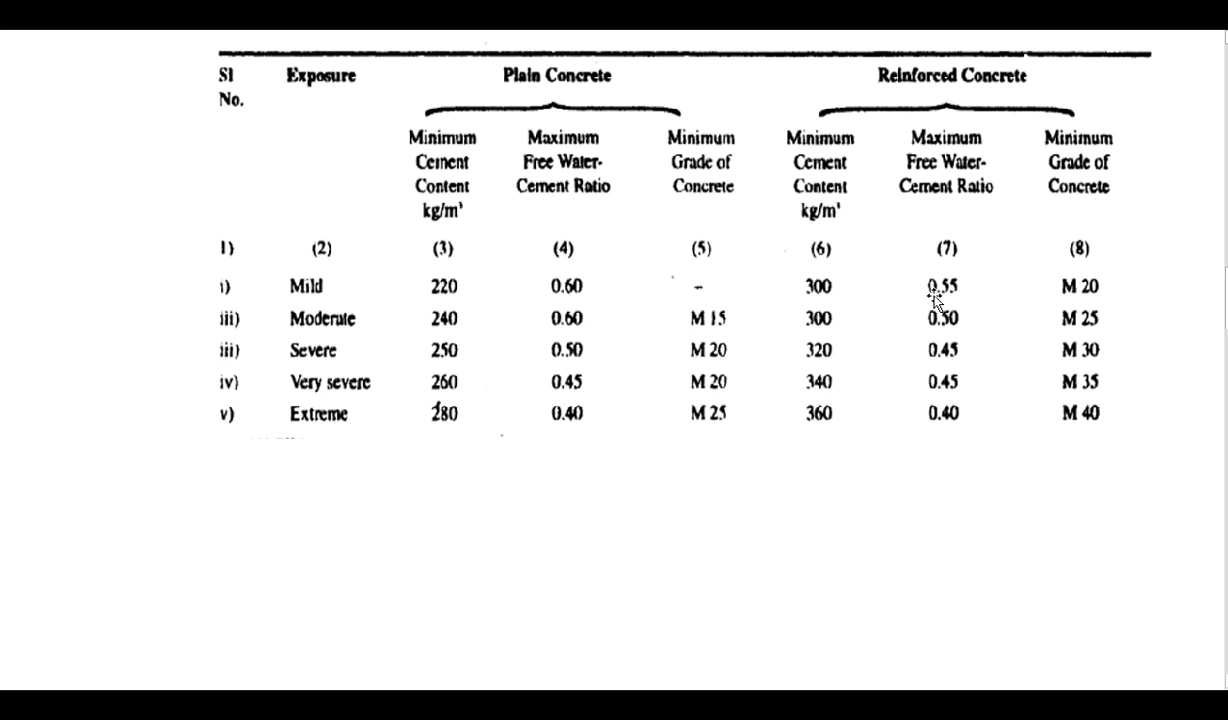 Sl Exposure Plain Concrete Reinforced Concrete
No.
Minimum Maximum Minimum Minimum Maximum Minimum
Cement Free Water- Grade of Cement Free Water- Grade of
Content Cement Ratio Concrete Content Cement Ratio Concrete
kg/m³ kg/m³
1) (2) (3) (4) (5) (6) (7) (8)
i) Mild 220 0.60 – 300 0.55 M 20
iii) Moderate 240 0.60 M 15 300 0.50 M 25
iii) Severe 250 0.50 M 20 320 0.45 M 30
iv) Very severe 260 0.45 M 20 340 0.45 M 35
v) Extreme 280 0.40 M 25 360 0.40 M 40